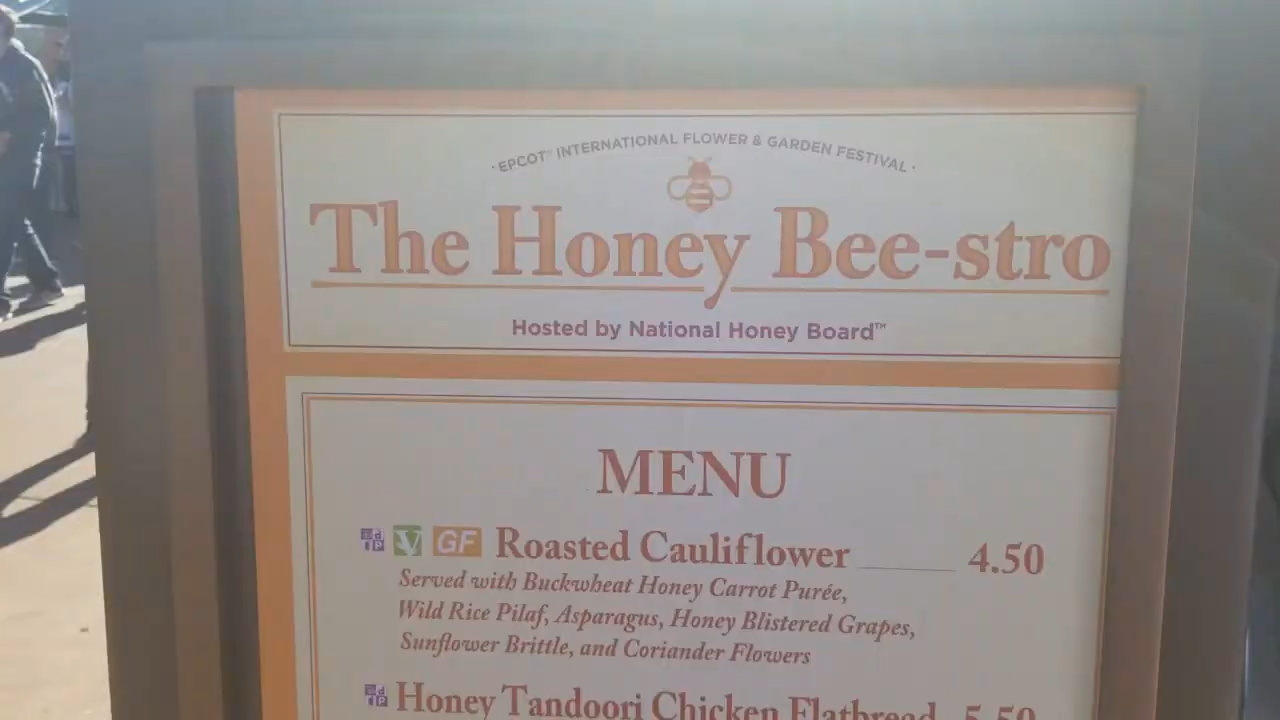 ·EPCOT® INTERNATIONAL FLOWER & GARDEN FESTIVAL·
The Honey Bee-stro
Hosted by National Honey Board™
MENU
V GF Roasted Cauliflower 4.50
Served with Buckwheat Honey Carrot Purée,
Wild Rice Pilaf, Asparagus, Honey Blistered Grapes,
Sunflower Brittle, and Coriander Flowers
Honey Tandoori Chicken Flatbread 5.50